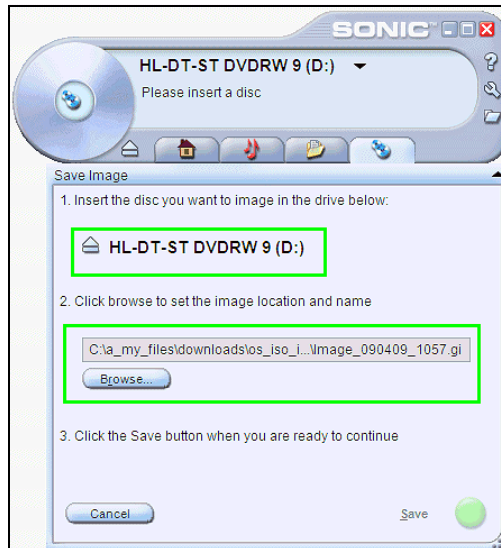 SONIC
HL-DT-ST DVDRW 9 (D:)
Please insert a disc
Save Image
1. Insert the disc you want to image in the drive below:
HL-DT-ST DVDRW 9 (D:)
2. Click browse to set the image location and name
C:\a_my_files\downloads\os_iso_i...\Image_090409_1057.gi
Browse...
3. Click the Save button when you are ready to continue
Cancel
Save